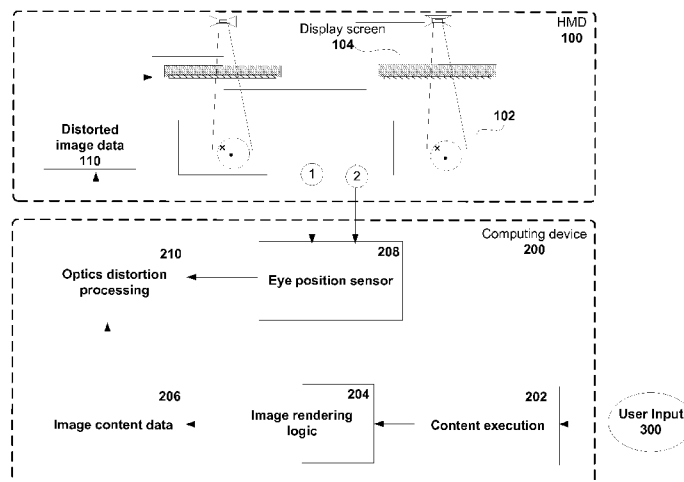 HMD
100
Display screen
104
102
Distorted
image data
110
1
2
Computing device
200
210
Optics distortion
processing
208
Eye position sensor
206
Image content data
204
Image rendering
logic
202
Content execution
User Input
300